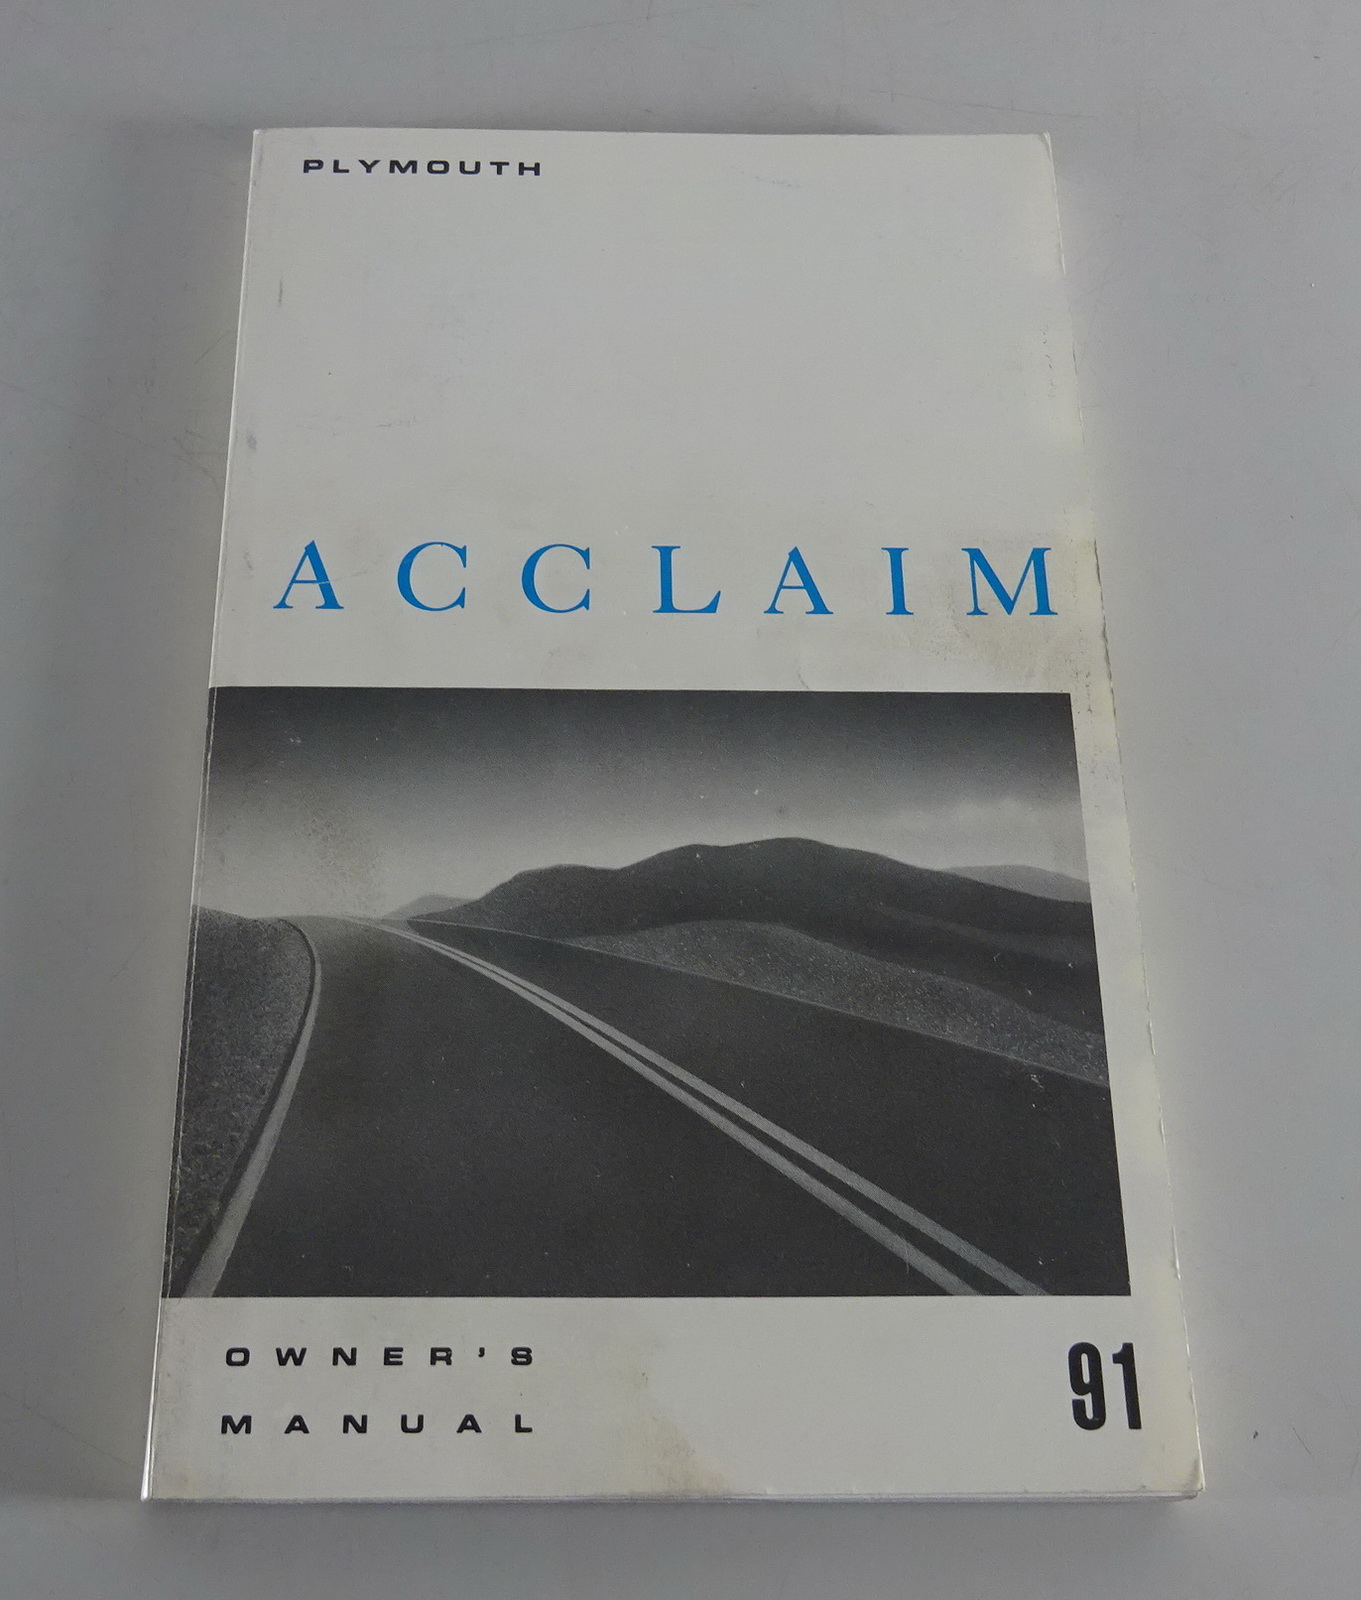 PLYMOUTH
ACCLAIM
OWNER'S
MANUAL
91